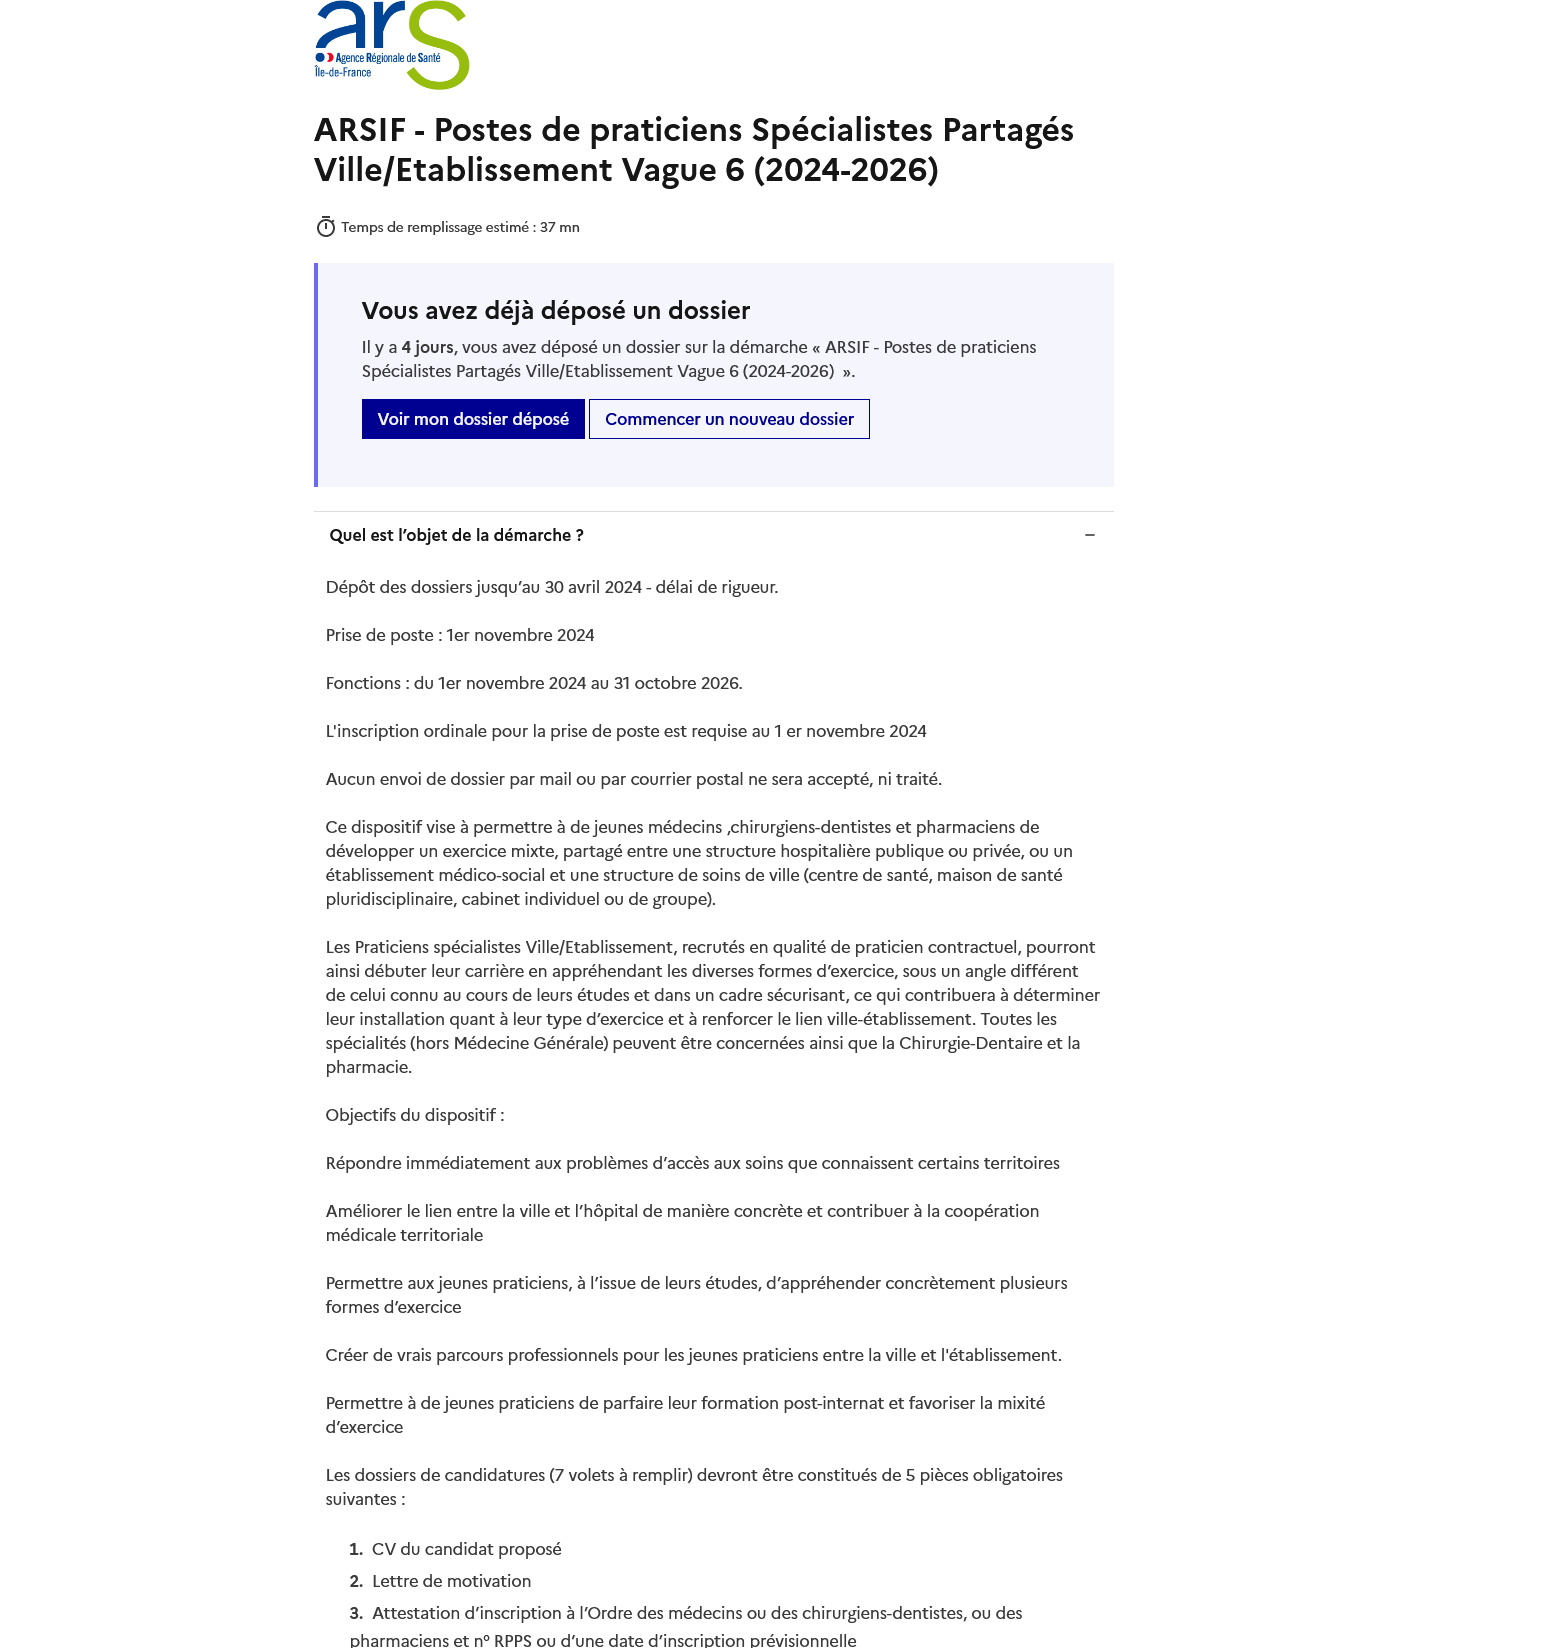 arS
Agence Régionale de Santé
Île-de-France
ARSIF - Postes de praticiens Spécialistes Partagés
Ville/Etablissement Vague 6 (2024-2026)
Temps de remplissage estimé : 37 mn
Vous avez déjà déposé un dossier
Il y a 4 jours, vous avez déposé un dossier sur la démarche « ARSIF - Postes de praticiens
Spécialistes Partagés Ville/Etablissement Vague 6 (2024-2026)  ».
Voir mon dossier déposé
Commencer un nouveau dossier
Quel est l’objet de la démarche ?
Dépôt des dossiers jusqu’au 30 avril 2024 - délai de rigueur.
Prise de poste : 1er novembre 2024
Fonctions : du 1er novembre 2024 au 31 octobre 2026.
L'inscription ordinale pour la prise de poste est requise au 1 er novembre 2024
Aucun envoi de dossier par mail ou par courrier postal ne sera accepté, ni traité.
Ce dispositif vise à permettre à de jeunes médecins ,chirurgiens-dentistes et pharmaciens de
développer un exercice mixte, partagé entre une structure hospitalière publique ou privée, ou un
établissement médico-social et une structure de soins de ville (centre de santé, maison de santé
pluridisciplinaire, cabinet individuel ou de groupe).
Les Praticiens spécialistes Ville/Etablissement, recrutés en qualité de praticien contractuel, pourront
ainsi débuter leur carrière en appréhendant les diverses formes d’exercice, sous un angle différent
de celui connu au cours de leurs études et dans un cadre sécurisant, ce qui contribuera à déterminer
leur installation quant à leur type d’exercice et à renforcer le lien ville-établissement. Toutes les
spécialités (hors Médecine Générale) peuvent être concernées ainsi que la Chirurgie-Dentaire et la
pharmacie.
Objectifs du dispositif :
Répondre immédiatement aux problèmes d’accès aux soins que connaissent certains territoires
Améliorer le lien entre la ville et l’hôpital de manière concrète et contribuer à la coopération
médicale territoriale
Permettre aux jeunes praticiens, à l’issue de leurs études, d’appréhender concrètement plusieurs
formes d’exercice
Créer de vrais parcours professionnels pour les jeunes praticiens entre la ville et l'établissement.
Permettre à de jeunes praticiens de parfaire leur formation post-internat et favoriser la mixité
d’exercice
Les dossiers de candidatures (7 volets à remplir) devront être constitués de 5 pièces obligatoires
suivantes :
1. CV du candidat proposé
2. Lettre de motivation
3. Attestation d’inscription à l’Ordre des médecins ou des chirurgiens-dentistes, ou des
pharmaciens et n° RPPS ou d’une date d’inscription prévisionnelle